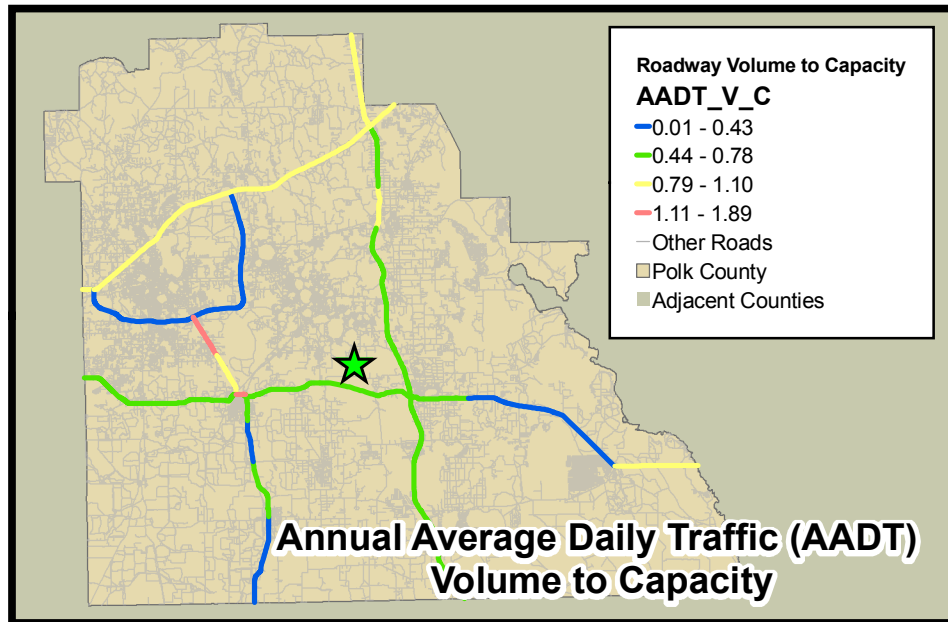 Roadway Volume to Capacity
AADT_V_C
0.01 - 0.43
0.44 - 0.78
0.79 - 1.10
1.11 - 1.89
Other Roads
Polk County
Adjacent Counties
Annual Average Daily Traffic (AADT)
Volume to Capacity